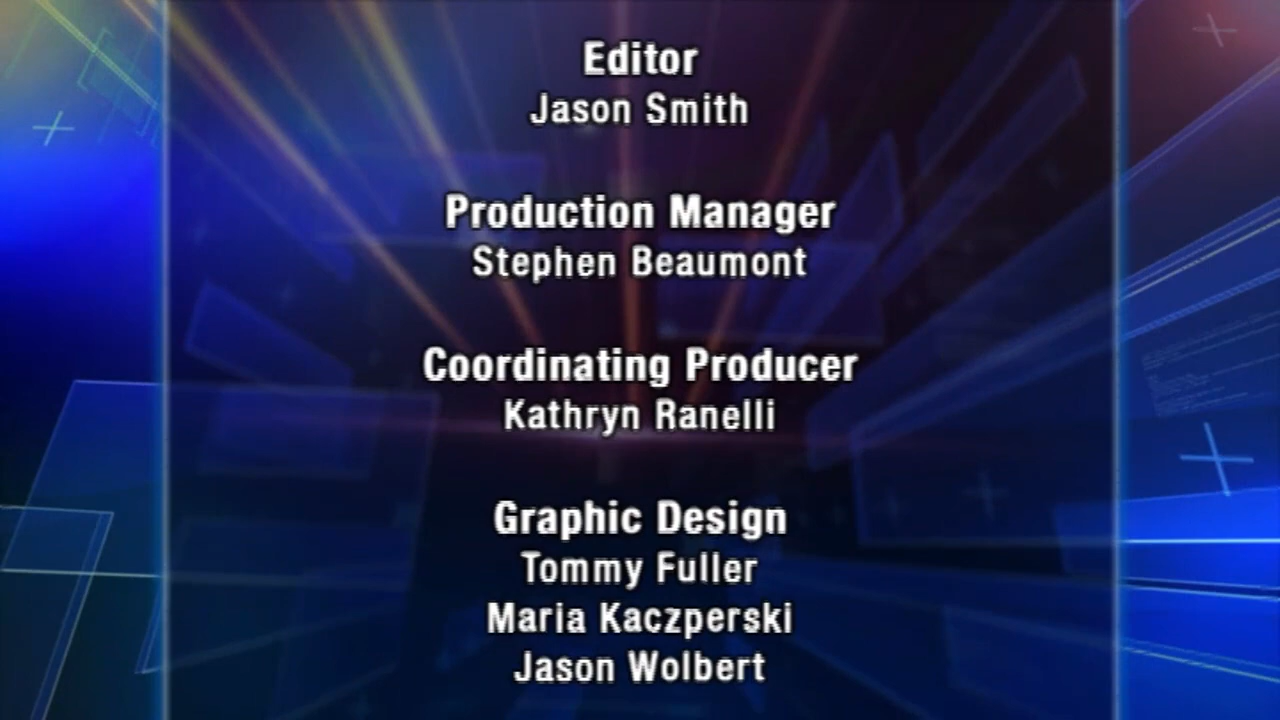 Editor
Jason Smith
Production Manager
Stephen Beaumont
Coordinating Producer
Kathryn Ranelli
Graphic Design
Tommy Fuller
Maria Kaczperski
Jason Wolbert